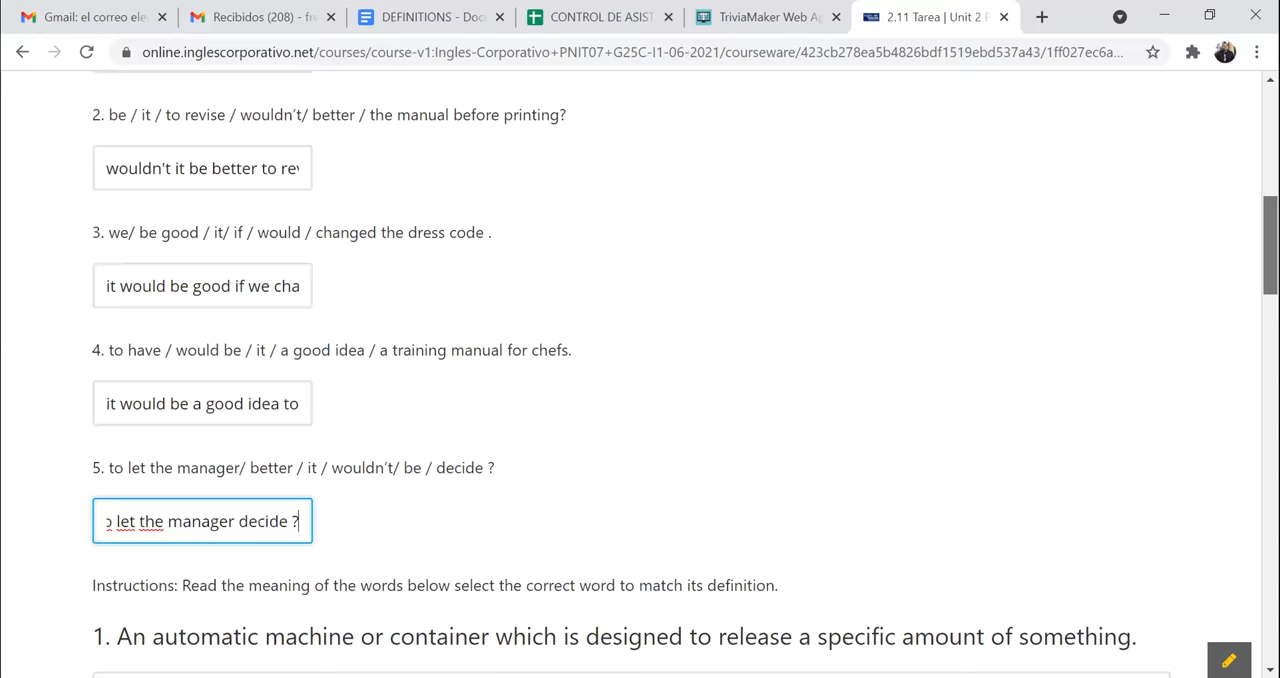 Gmail: el correo ele
Recibidos (208) - fre
DEFINITIONS - Doc
CONTROL DE ASIST
TriviaMaker Web Ap
2.11 Tarea | Unit 2 P
online.inglescorporativo.net/courses/course-v1:Ingles-Corporativo+PNIT07+G25C-I1-06-2021/courseware/423cb278ea5b4826bdf1519ebd537a43/1ff027ec6a...
2. be / it / to revise / wouldn't/ better / the manual before printing?
wouldn't it be better to rev
3. we/ be good / it/ if / would / changed the dress code .
it would be good if we cha
4. to have / would be / it / a good idea / a training manual for chefs.
it would be a good idea to
5. to let the manager/ better / it / wouldn't/ be / decide ?
o let the manager decide ?
Instructions: Read the meaning of the words below select the correct word to match its definition.
1. An automatic machine or container which is designed to release a specific amount of something.